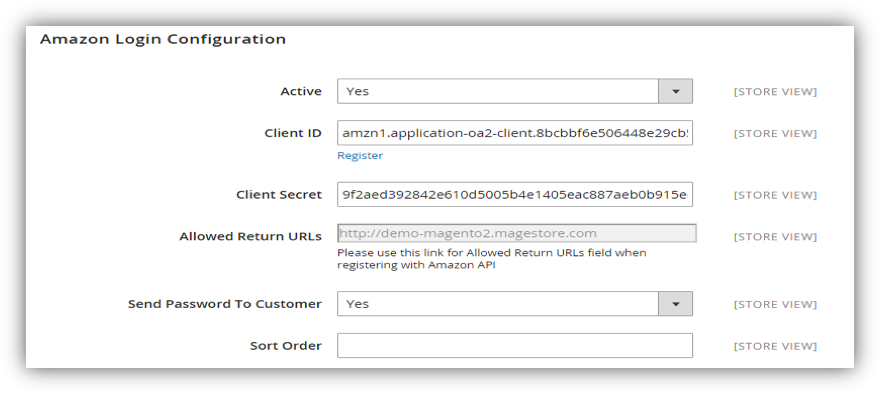 Amazon Login Configuration
Active Yes [STORE VIEW]
Client ID amzn1.application-oa2-client.8bcbbf6e506448e29cb [STORE VIEW]
Register
Client Secret 9f2aed392842e610d5005b4e1405eac887aeb0b915e [STORE VIEW]
Allowed Return URLs http://demo-magento2.magestore.com [STORE VIEW]
Please use this link for Allowed Return URLs field when
registering with Amazon API
Send Password To Customer Yes [STORE VIEW]
Sort Order [STORE VIEW]